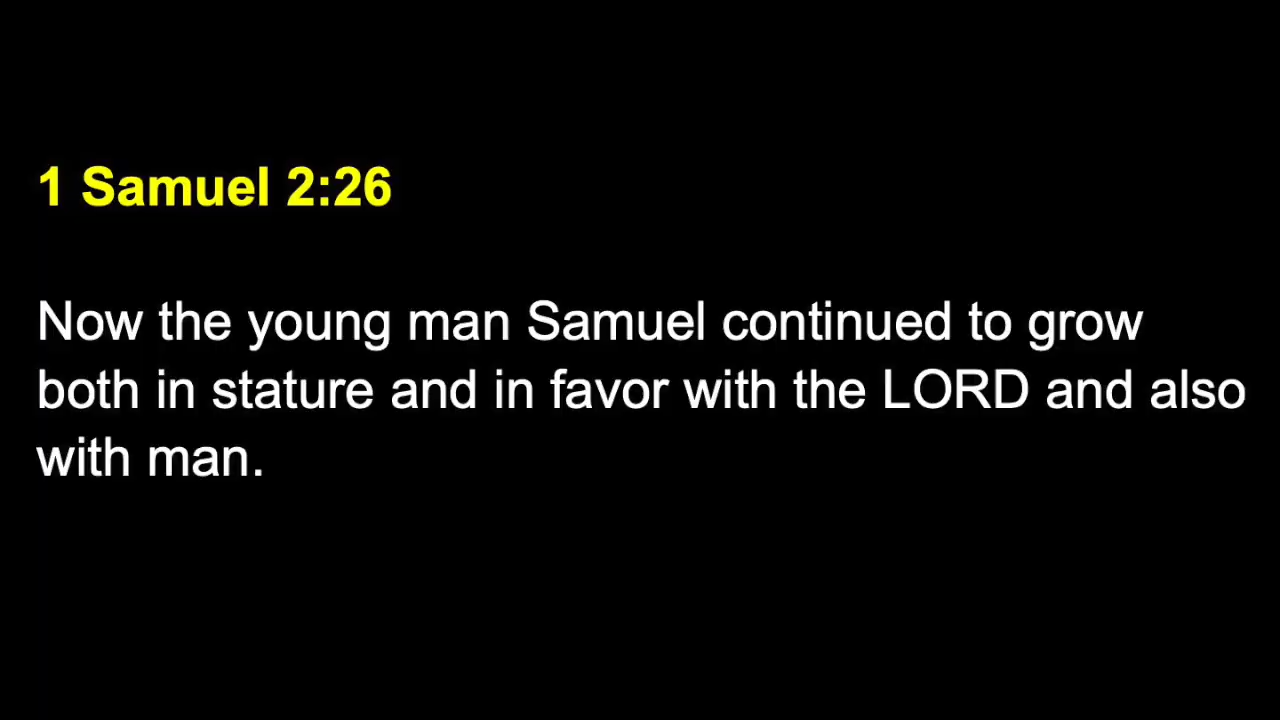 1 Samuel 2:26
Now the young man Samuel continued to grow
both in stature and in favor with the LORD and also
with man.